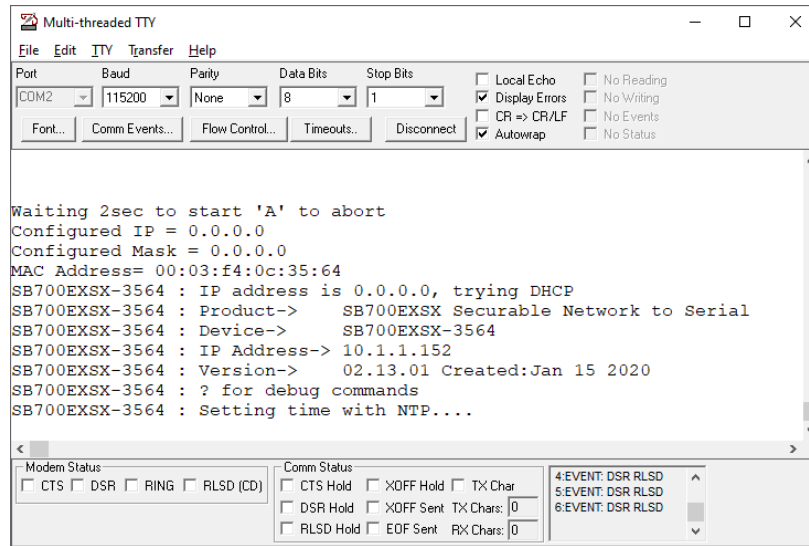 Multi-threaded TTY
File Edit TTY Transfer Help
Port Baud Parity Data Bits Stop Bits
COM2 115200 None 8 1
Font... Comm Events... Flow Control... Timeouts.. Disconnect
Local Echo No Reading
Display Errors No Writing
CR => CR/LF No Events
Autowrap No Status
Waiting 2sec to start 'A' to abort
Configured IP = 0.0.0.0
Configured Mask = 0.0.0.0
MAC Address= 00:03:f4:0c:35:64
SB700EXSX-3564 : IP address is 0.0.0.0, trying DHCP
SB700EXSX-3564 : Product-> SB700EXSX Securable Network to Serial
SB700EXSX-3564 : Device-> SB700EXSX-3564
SB700EXSX-3564 : IP Address-> 10.1.1.152
SB700EXSX-3564 : Version-> 02.13.01 Created:Jan 15 2020
SB700EXSX-3564 : ? for debug commands
SB700EXSX-3564 : Setting time with NTP....
Modem Status
CTS DSR RING RLSD (CD)
Comm Status
CTS Hold XOFF Hold TX Char
DSR Hold XOFF Sent TX Chars: 0
RLSD Hold EOF Sent RX Chars: 0
4:EVENT: DSR RLSD
5:EVENT: DSR RLSD
6:EVENT: DSR RLSD